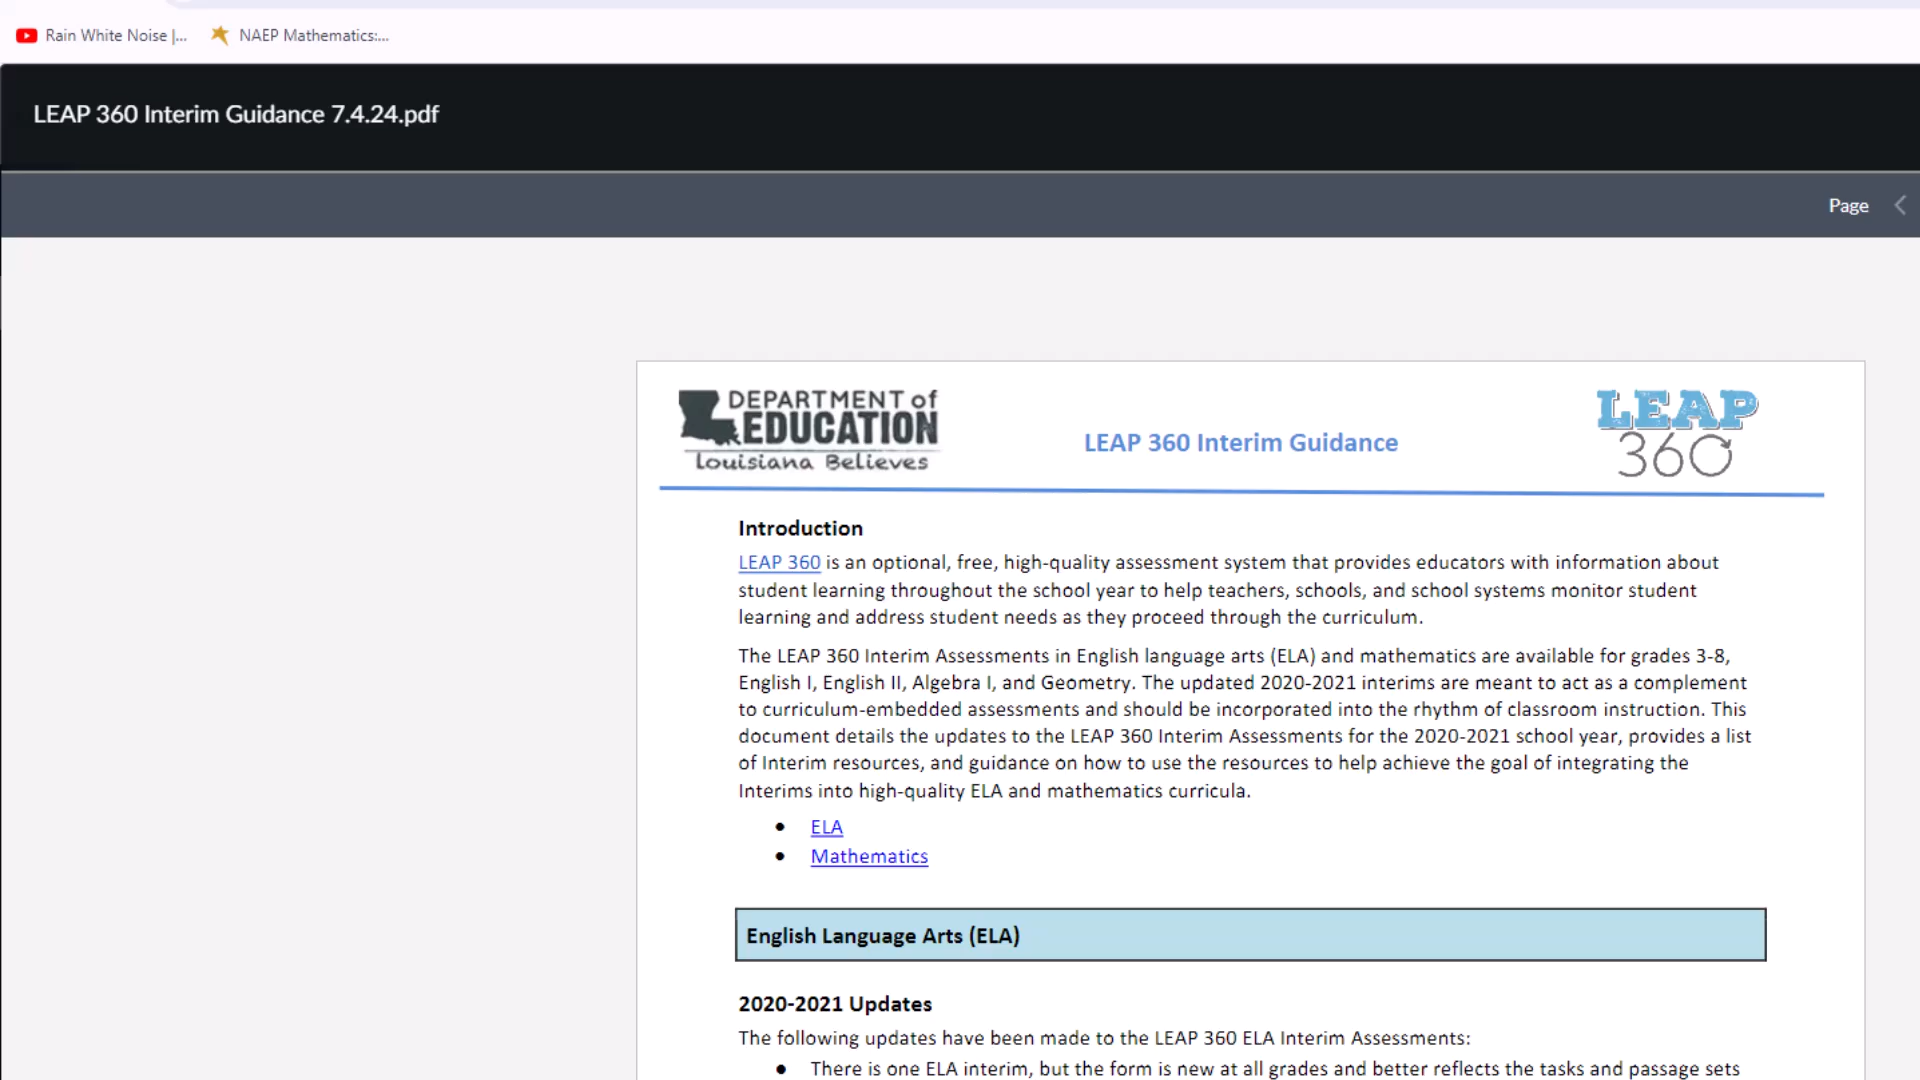 Rain White Noise |...
NAEP Mathematics:...
LEAP 360 Interim Guidance 7.4.24.pdf
Page
DEPARTMENT of
EDUCATION
Louisiana Believes
LEAP 360 Interim Guidance
LEAP
360
Introduction
LEAP 360 is an optional, free, high-quality assessment system that provides educators with information about
student learning throughout the school year to help teachers, schools, and school systems monitor student
learning and address student needs as they proceed through the curriculum.
The LEAP 360 Interim Assessments in English language arts (ELA) and mathematics are available for grades 3-8,
English I, English II, Algebra I, and Geometry. The updated 2020-2021 interims are meant to act as a complement
to curriculum-embedded assessments and should be incorporated into the rhythm of classroom instruction. This
document details the updates to the LEAP 360 Interim Assessments for the 2020-2021 school year, provides a list
of Interim resources, and guidance on how to use the resources to help achieve the goal of integrating the
Interims into high-quality ELA and mathematics curricula.
• ELA
• Mathematics
English Language Arts (ELA)
2020-2021 Updates
The following updates have been made to the LEAP 360 ELA Interim Assessments:
• There is one ELA interim, but the form is new at all grades and better reflects the tasks and passage sets